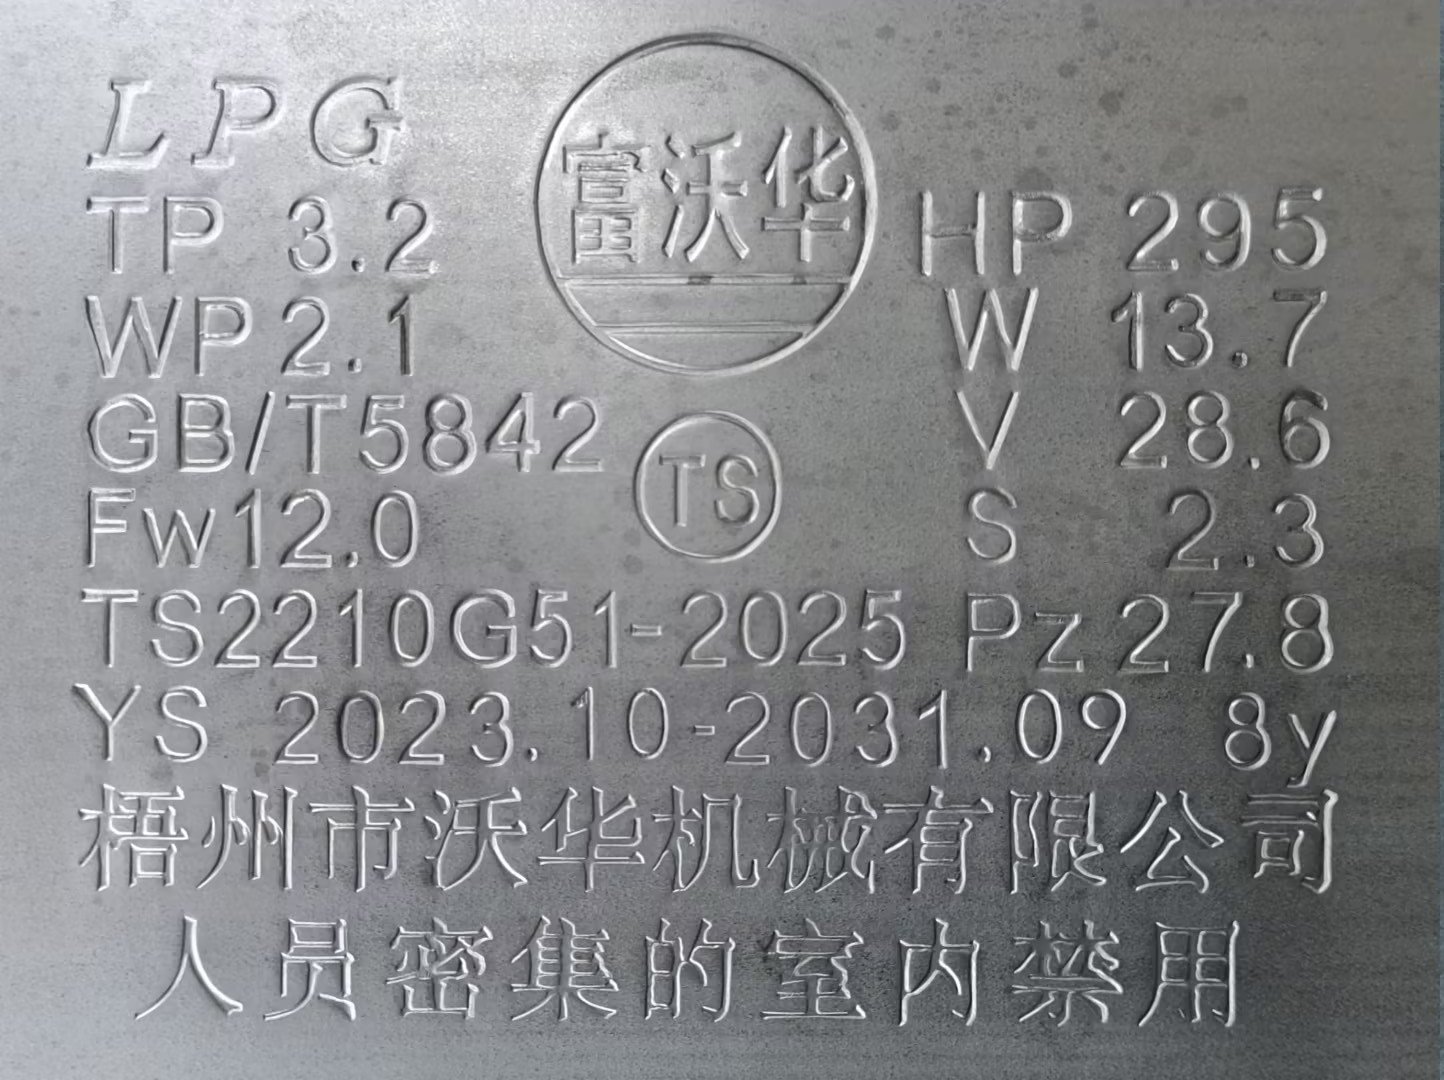 LPG
富沃华
TP 3.2
HP 295
WP 2.1
W 13.7
GB/T5842
TS
V 28.6
Fw12.0
S 2.3
TS2210G51-2025
Pz 27.8
YS 2023.10-2031.09 8y
梧州市沃华机械有限公司
人员密集的室内禁用